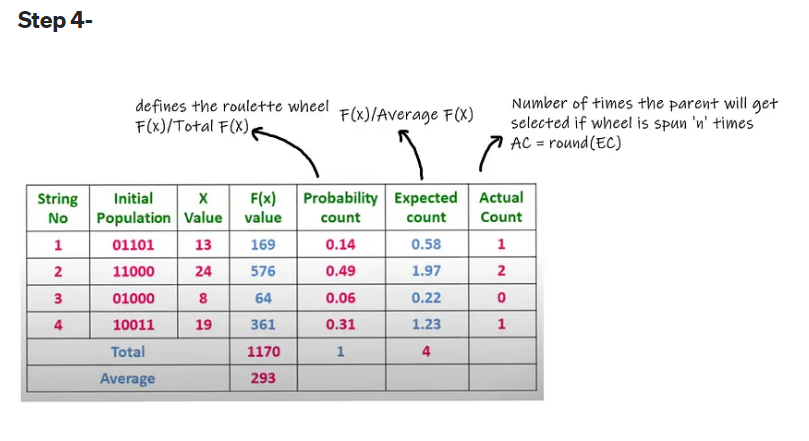 Step 4-
defines the roulette wheel
F(x)/Total F(X)
F(X)/Average F(X)
Number of times the parent will get
selected if wheel is spun 'n' times
AC = round(EC)
String No Initial Population X Value F(x) value Probability count Expected count Actual Count
1 01101 13 169 0.14 0.58 1
2 11000 24 576 0.49 1.97 2
3 01000 8 64 0.06 0.22 0
4 10011 19 361 0.31 1.23 1
Total 1170 1 4
Average 293